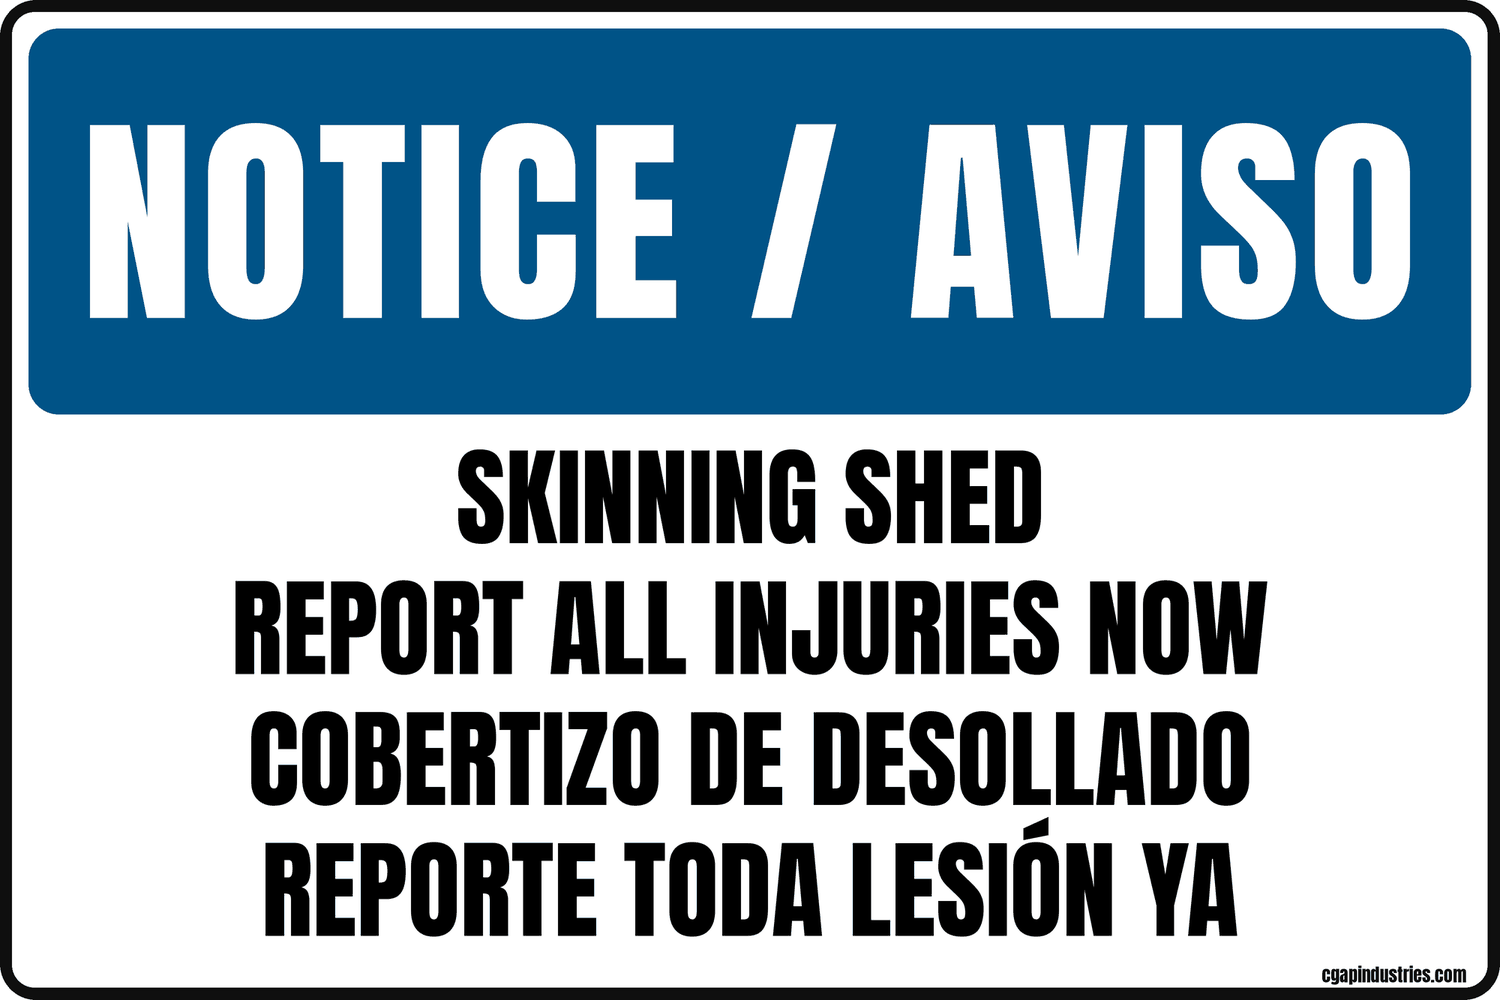 NOTICE / AVISO
SKINNING SHED
REPORT ALL INJURIES NOW
COBERTIZO DE DESOLLADO
REPORTE TODA LESIÓN YA
cgapindustries.com